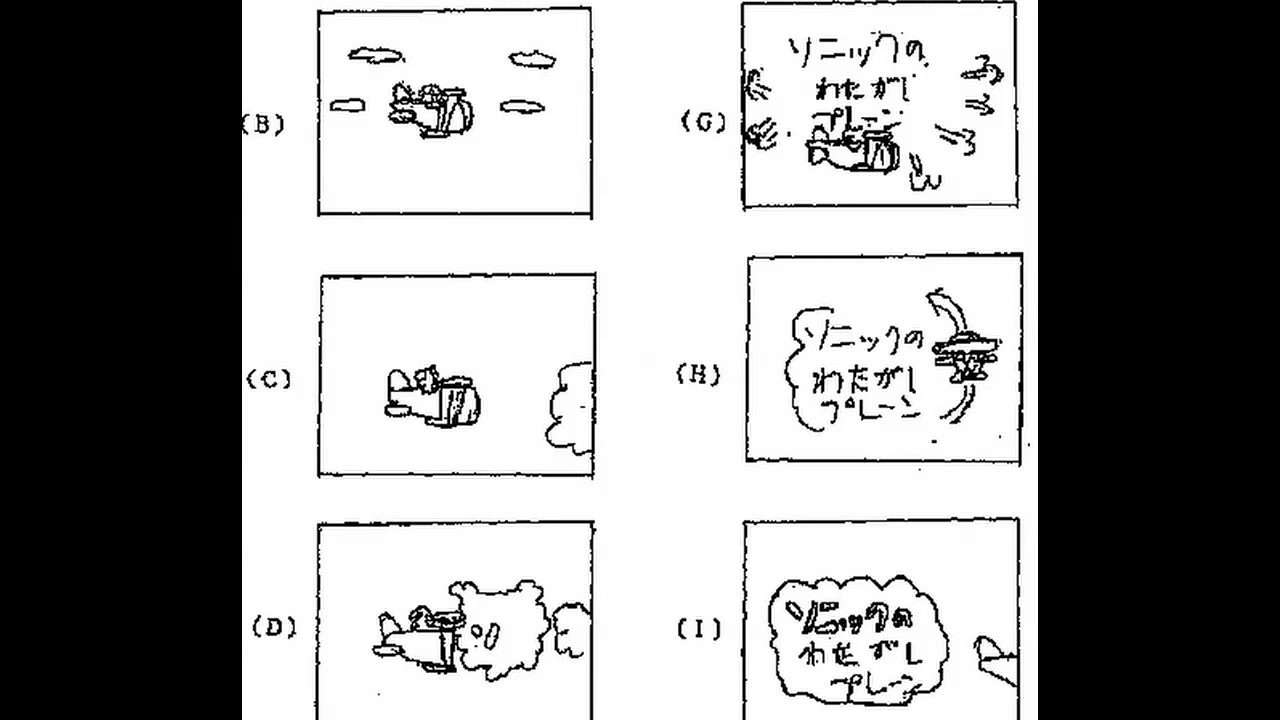 (B)
(C)
(D)
(G)
ソニックの
わたがし
プレーン
(H)
ソニックの
わたがし
プレーン
(I)
ソニックの
わたがし
プレーン